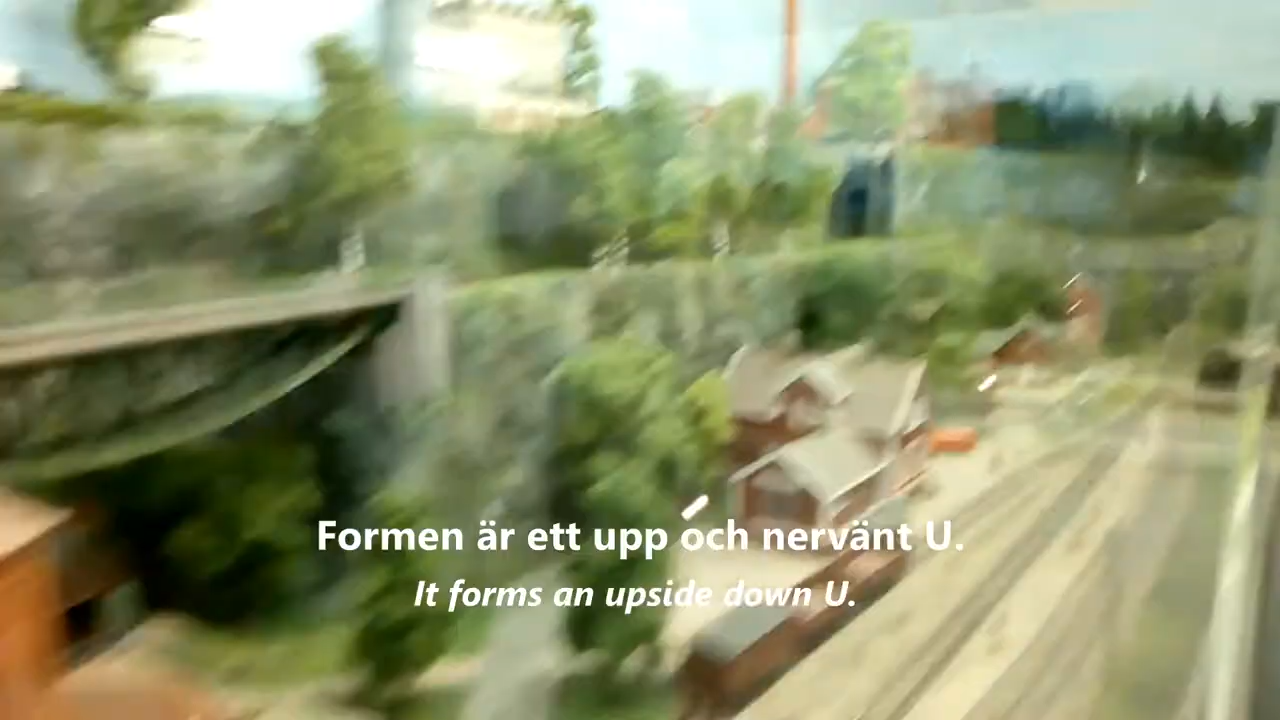 Formen är ett upp och nervänt U.
It forms an upside down U.